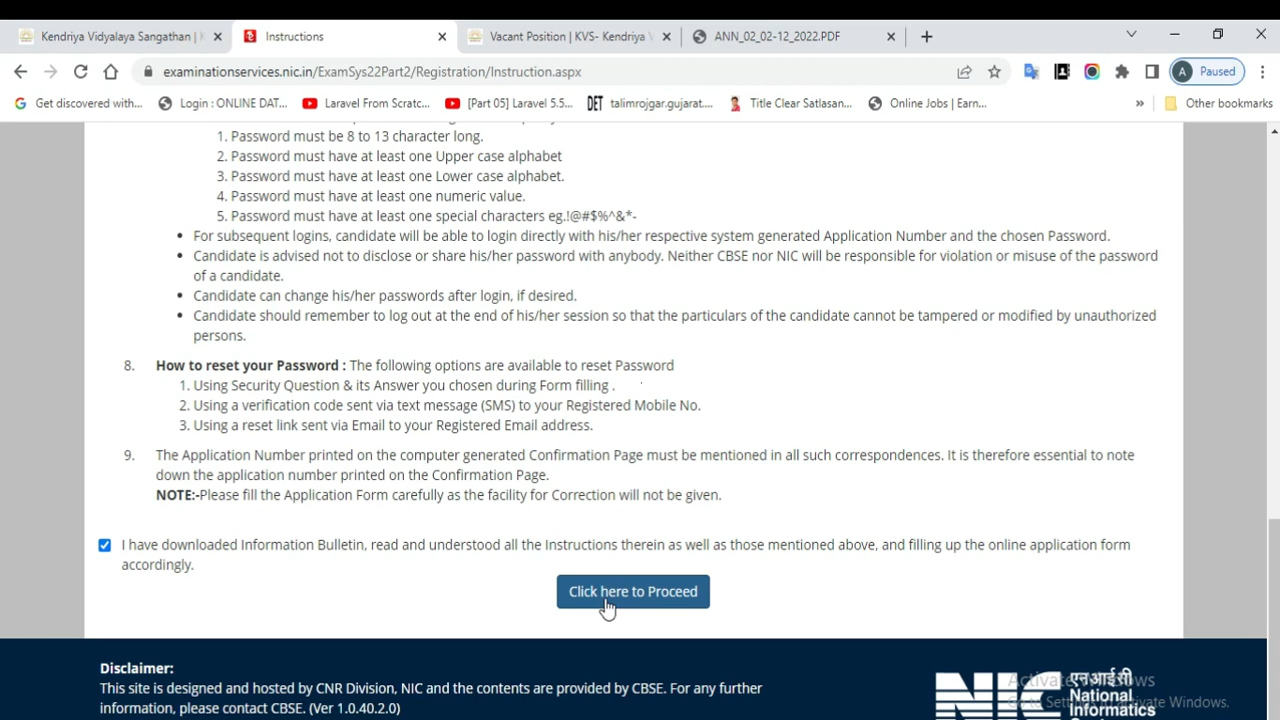 Kendriya Vidyalaya Sangathan |
Instructions
Vacant Position | KVS- Kendriya V
ANN_02_02-12_2022.PDF
examinationservices.nic.in/ExamSys22Part2/Registration/Instruction.aspx
A Paused
Get discovered with...
Login : ONLINE DAT...
Laravel From Scratc...
[Part 05] Laravel 5.5...
DET talimrojgar.gujarat....
Title Clear Satlasan...
Online Jobs | Earn...
»
Other bookmarks
1. Password must be 8 to 13 character long.
2. Password must have at least one Upper case alphabet
3. Password must have at least one Lower case alphabet.
4. Password must have at least one numeric value.
5. Password must have at least one special characters eg.!@#$%^&*-
• For subsequent logins, candidate will be able to login directly with his/her respective system generated Application Number and the chosen Password.
• Candidate is advised not to disclose or share his/her password with anybody. Neither CBSE nor NIC will be responsible for violation or misuse of the password
of a candidate.
• Candidate can change his/her passwords after login, if desired.
• Candidate should remember to log out at the end of his/her session so that the particulars of the candidate cannot be tampered or modified by unauthorized
persons.
8. How to reset your Password : The following options are available to reset Password
1. Using Security Question & its Answer you chosen during Form filling .
2. Using a verification code sent via text message (SMS) to your Registered Mobile No.
3. Using a reset link sent via Email to your Registered Email address.
9. The Application Number printed on the computer generated Confirmation Page must be mentioned in all such correspondences. It is therefore essential to note
down the application number printed on the Confirmation Page.
NOTE:-Please fill the Application Form carefully as the facility for Correction will not be given.
I have downloaded Information Bulletin, read and understood all the Instructions therein as well as those mentioned above, and filling up the online application form
accordingly.
Click here to Proceed
Disclaimer:
This site is designed and hosted by CNR Division, NIC and the contents are provided by CBSE. For any further
information, please contact CBSE. (Ver 1.0.40.2.0)
NIC
एनआईसी
National
Informatics
Activate Windows
Go to Settings to activate Windows.